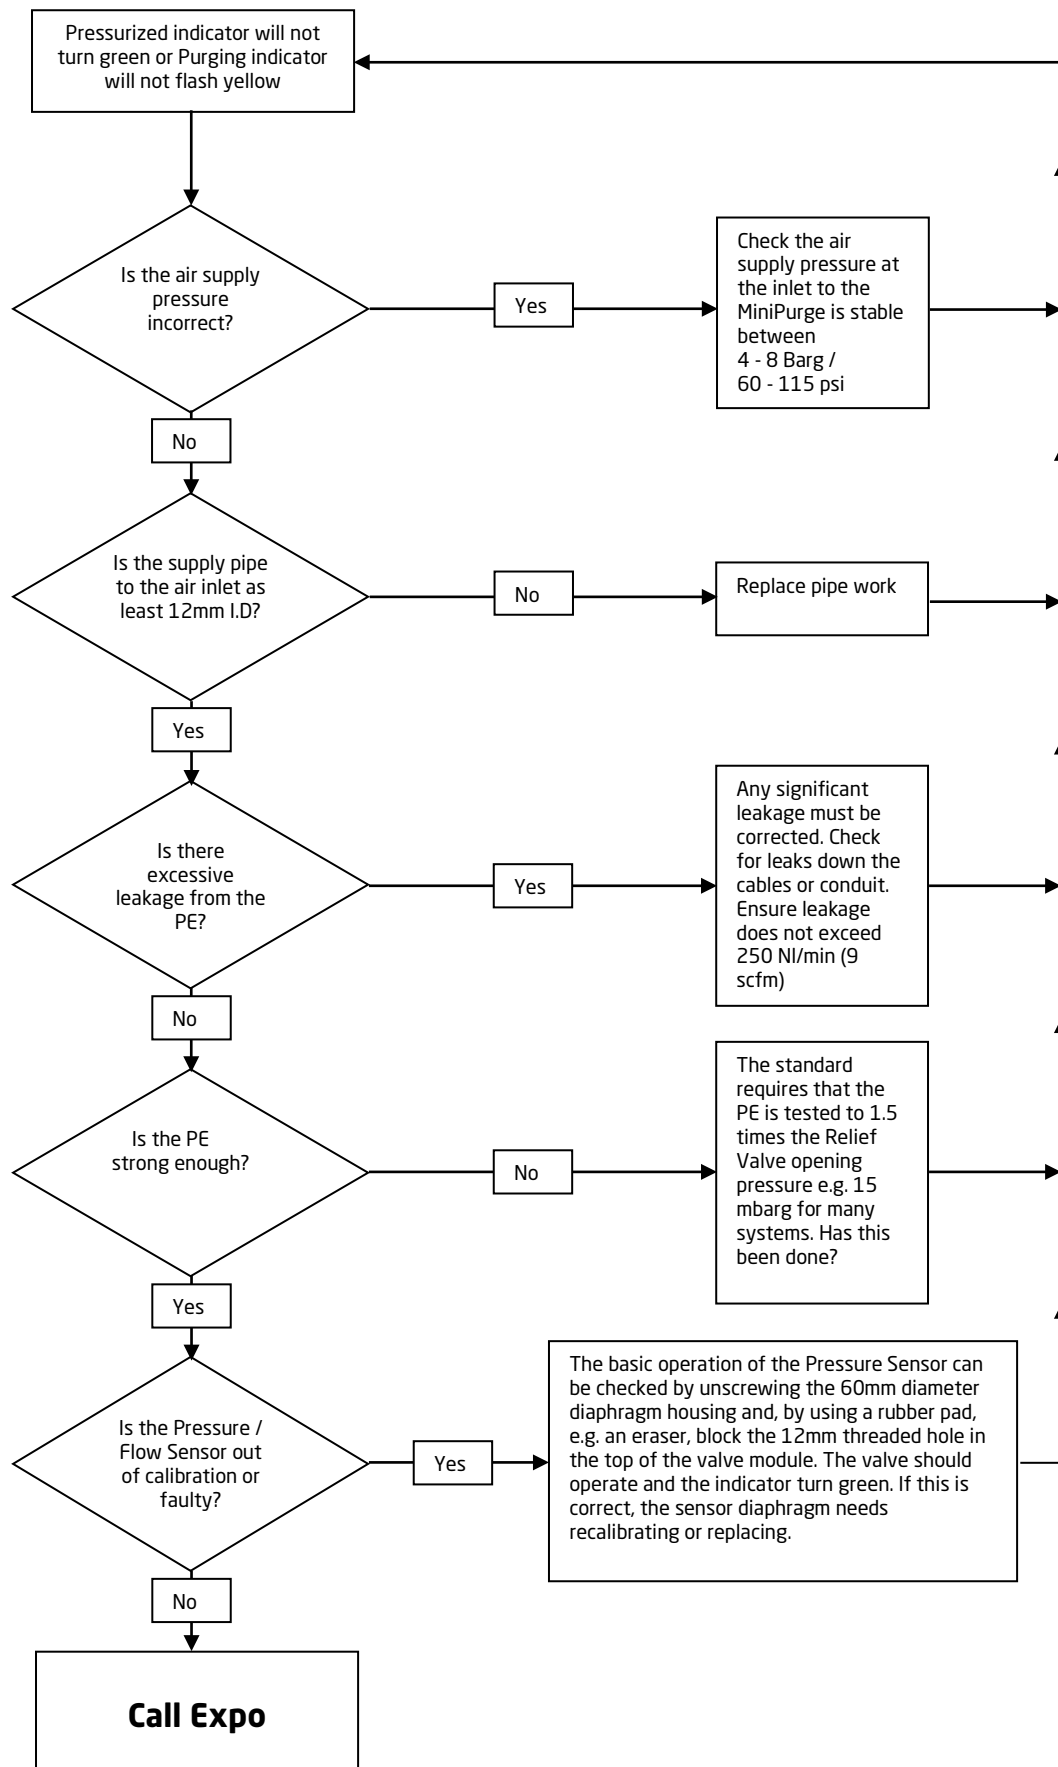 Pressurized indicator will not
turn green or Purging indicator
will not flash yellow
Is the air supply
pressure
incorrect?
Yes
Check the air
supply pressure at
the inlet to the
MiniPurge is stable
between
4 - 8 Barg /
60 - 115 psi
No
Is the supply pipe
to the air inlet as
least 12mm I.D?
No
Replace pipe work
Yes
Is there
excessive
leakage from the
PE?
Yes
Any significant
leakage must be
corrected. Check
for leaks down the
cables or conduit.
Ensure leakage
does not exceed
250 Nl/min (9
scfm)
No
Is the PE
strong enough?
No
The standard
requires that the
PE is tested to 1.5
times the Relief
Valve opening
pressure e.g. 15
mbarg for many
systems. Has this
been done?
Yes
Is the Pressure /
Flow Sensor out
of calibration or
faulty?
Yes
The basic operation of the Pressure Sensor can
be checked by unscrewing the 60mm diameter
diaphragm housing and, by using a rubber pad,
e.g. an eraser, block the 12mm threaded hole in
the top of the valve module. The valve should
operate and the indicator turn green. If this is
correct, the sensor diaphragm needs
recalibrating or replacing.
No
Call Expo